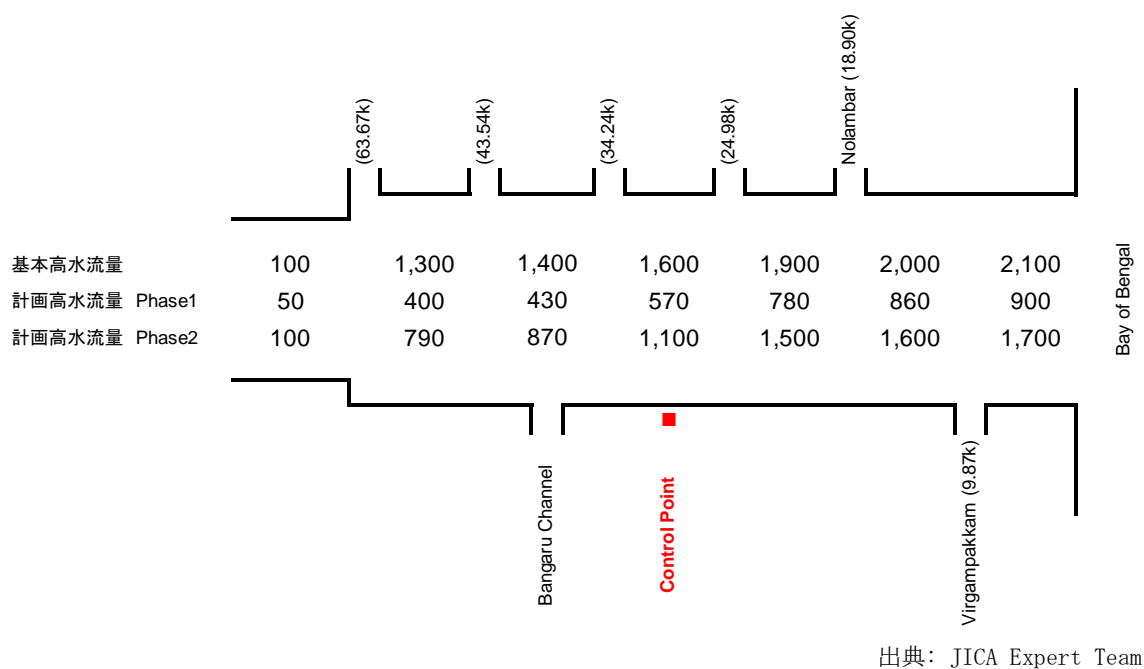 (63.67k)
(43.54k)
(34.24k)
(24.98k)
Nolambar (18.90k)
基本高水流量 100 1,300 1,400 1,600 1,900 2,000 2,100
計画高水流量 Phase1 50 400 430 570 780 860 900
計画高水流量 Phase2 100 790 870 1,100 1,500 1,600 1,700
Bay of Bengal
Bangaru Channel
Control Point
Virgampakkam (9.87k)
出典: JICA Expert Team